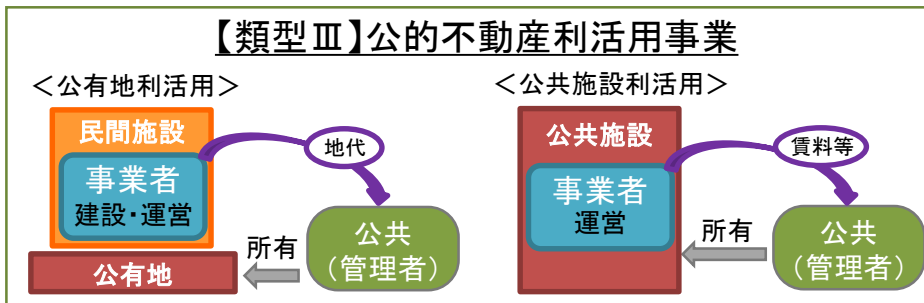 【類型Ⅲ】公的不動産利活用事業
＜公有地利活用＞
民間施設
事業者
建設・運営
公有地
地代
所有
公共
（管理者）
＜公共施設利活用＞
公共施設
事業者
運営
賃料等
所有
公共
（管理者）